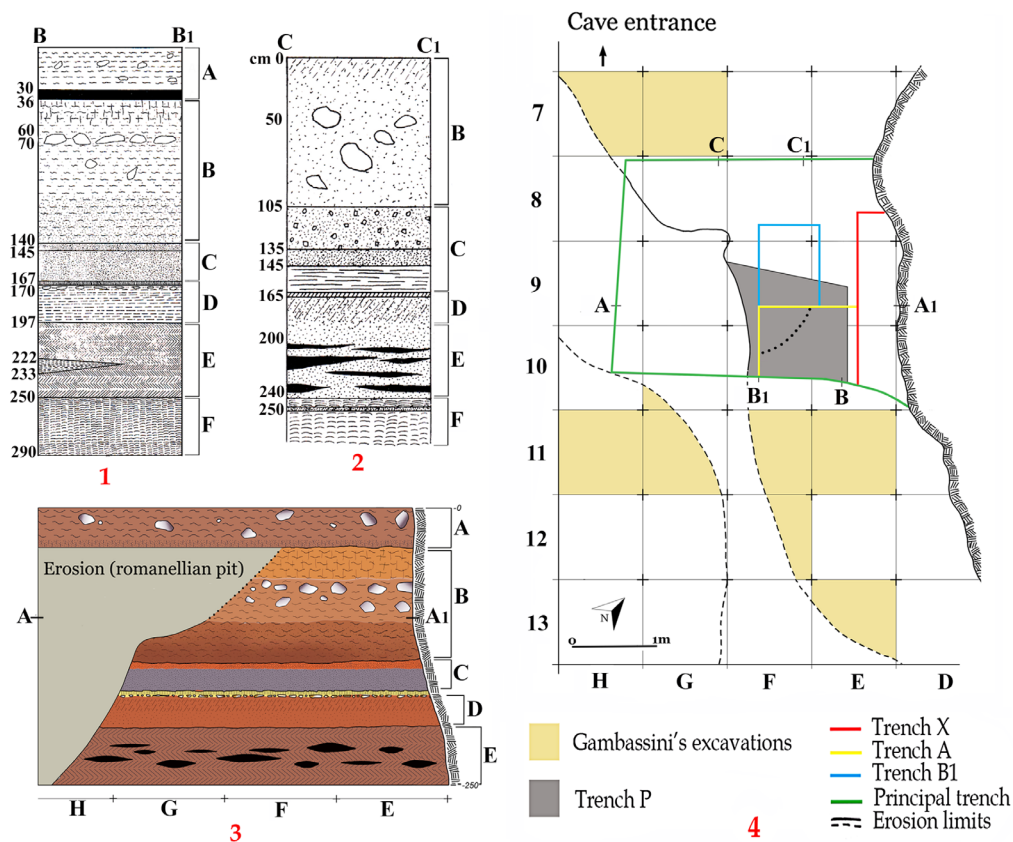 B B1
30
36
60
70
140
145
167
170
197
222
233
250
290
A
B
C
D
E
F
1
C C1
cm 0
50
105
135
145
165
200
240
250
B
C
D
E
F
2
Erosion (romanellian pit)
A A1
-0
-250
A
B
C
D
E
H G F E
3
Cave entrance
7
8
9
10
11
12
13
C C1
A A1
B1 B
N
0 1m
H G F E D
Gambassini's excavations
Trench P
Trench X
Trench A
Trench B1
Principal trench
Erosion limits
4